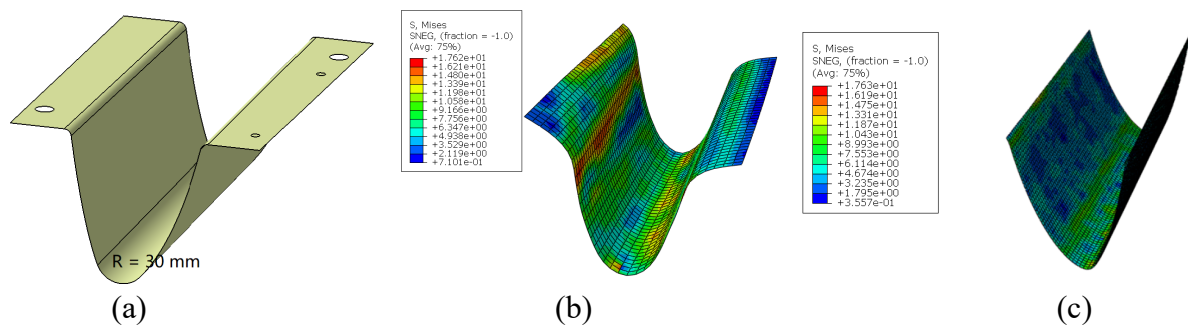 R = 30 mm
(a)
S, Mises
SNEG, (fraction = -1.0)
(Avg: 75%)
+1.762e+01
+1.621e+01
+1.480e+01
+1.339e+01
+1.198e+01
+1.058e+01
+9.166e+00
+7.756e+00
+6.347e+00
+4.938e+00
+3.529e+00
+2.119e+00
+7.101e-01
(b)
S, Mises
SNEG, (fraction = -1.0)
(Avg: 75%)
+1.763e+01
+1.619e+01
+1.475e+01
+1.331e+01
+1.187e+01
+1.043e+01
+8.993e+00
+7.553e+00
+6.114e+00
+4.674e+00
+3.235e+00
+1.795e+00
+3.557e-01
(c)